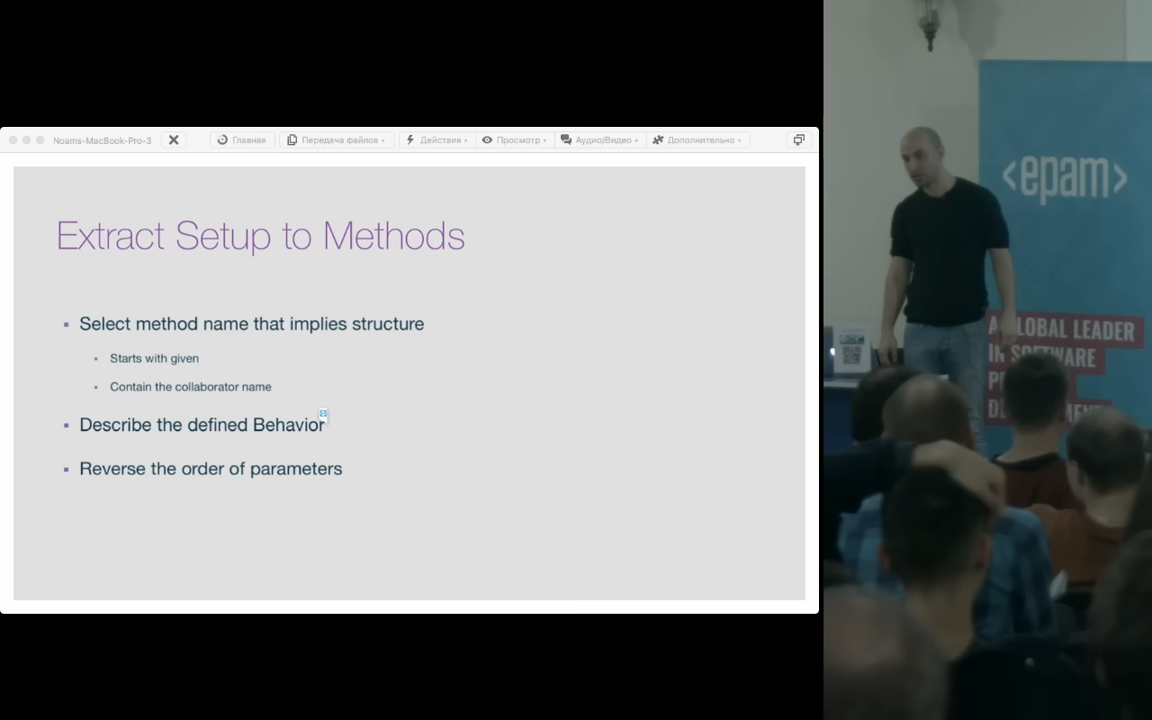 Noams-MacBook-Pro-3
Главная
Передача файлов
Действия
Просмотр
Аудио/Видео
Дополнительно
Extract Setup to Methods
Select method name that implies structure
Starts with given
Contain the collaborator name
Describe the defined Behavior
Reverse the order of parameters
<epam>
A GLOBAL LEADER
IN SOFTWARE